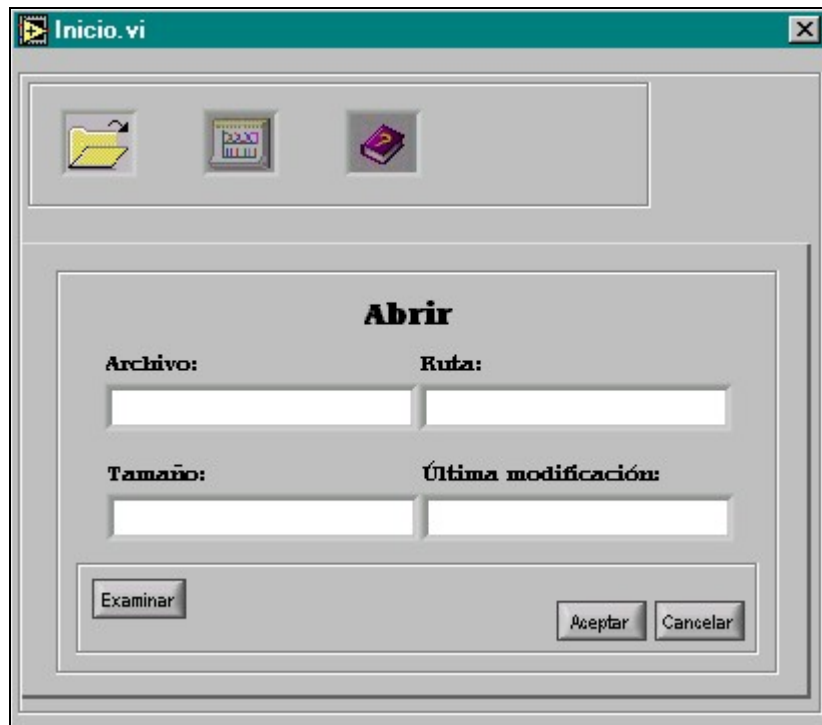 Inicio.vi
Abrir
Archivo: Ruta:
Tamaño: Última modificación:
Examinar
Aceptar Cancelar